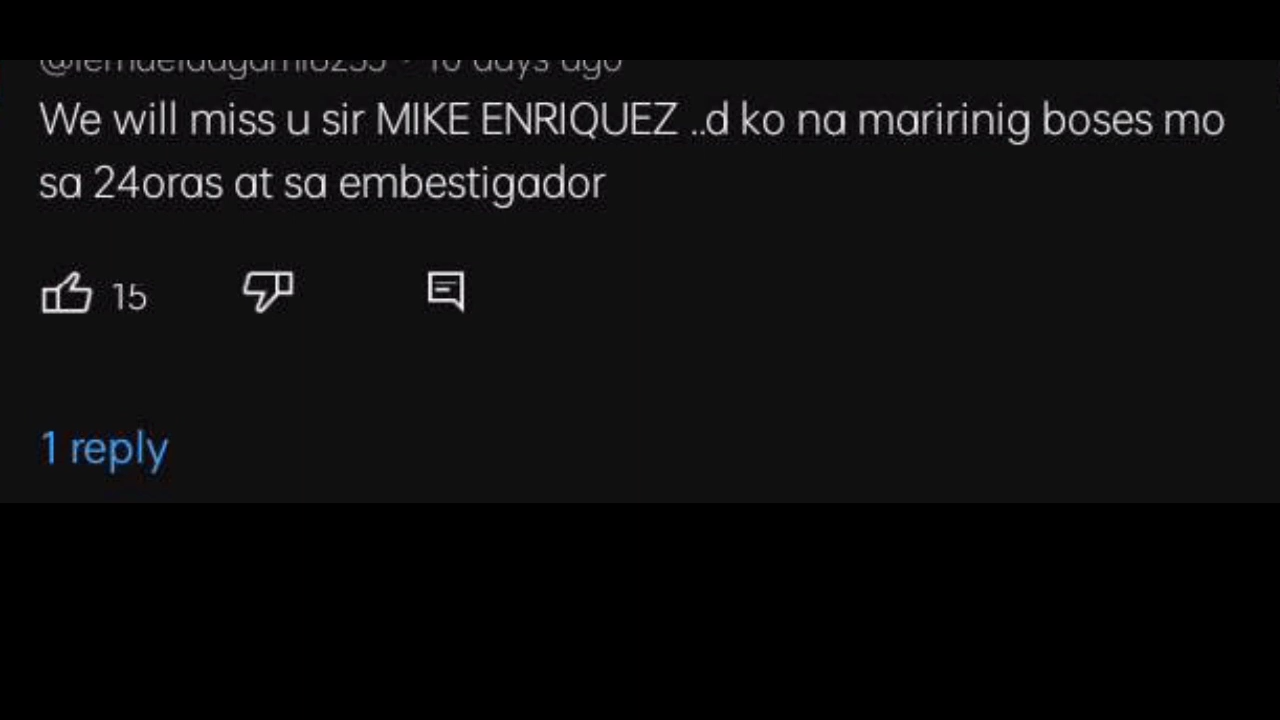 We will miss u sir MIKE ENRIQUEZ ..d ko na maririnig boses mo
sa 24oras at sa embestigador
15
1 reply